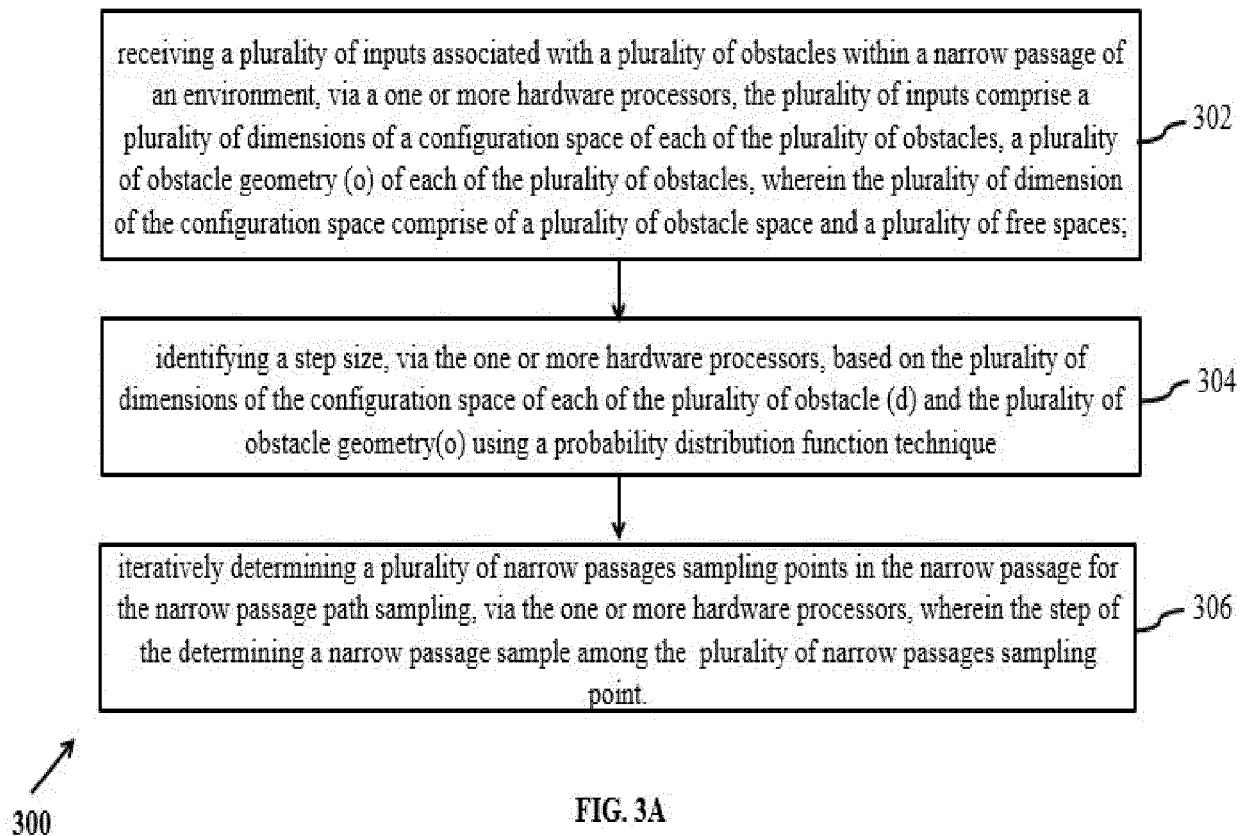 receiving a plurality of inputs associated with a plurality of obstacles within a narrow passage of
an environment, via a one or more hardware processors, the plurality of inputs comprise a
plurality of dimensions of a configuration space of each of the plurality of obstacles, a plurality
of obstacle geometry (o) of each of the plurality of obstacles, wherein the plurality of dimension
of the configuration space comprise of a plurality of obstacle space and a plurality of free spaces;
302
identifying a step size, via the one or more hardware processors, based on the plurality of
dimensions of the configuration space of each of the plurality of obstacle (d) and the plurality of
obstacle geometry(o) using a probability distribution function technique
304
iteratively determining a plurality of narrow passages sampling points in the narrow passage for
the narrow passage path sampling, via the one or more hardware processors, wherein the step of
the determining a narrow passage sample among the plurality of narrow passages sampling
point.
306
300
FIG. 3A